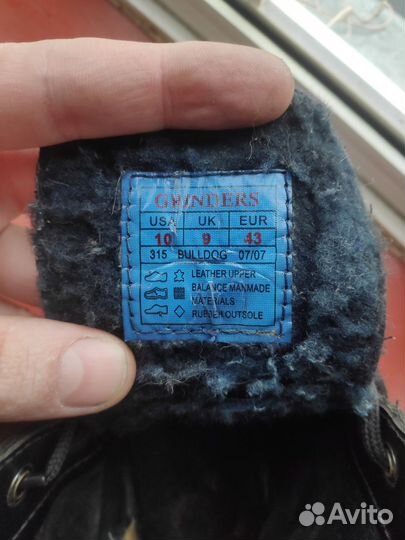 GRINDERS
USA UK EUR
10 9 43
315 BULLDOG 07/07
LEATHER UPPER
BALANCE MANMADE
MATERIALS
RUBBER OUTSOLE
Avito